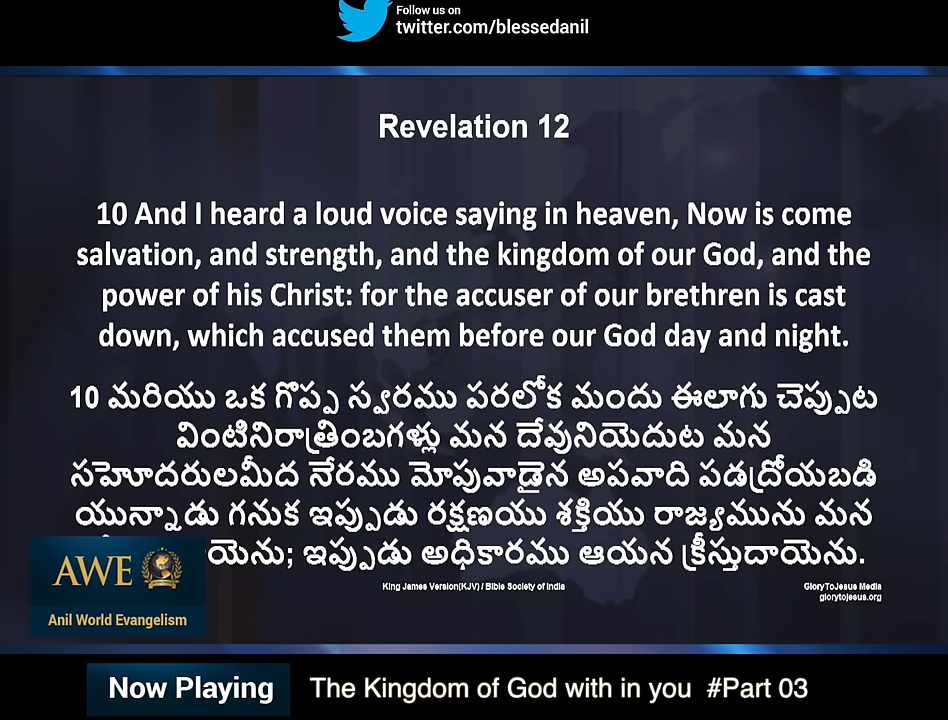 Follow us on
twitter.com/blessedanil
Revelation 12
10 And I heard a loud voice saying in heaven, Now is come
salvation, and strength, and the kingdom of our God, and the
power of his Christ: for the accuser of our brethren is cast
down, which accused them before our God day and night.
10 మరియు ఒక గొప్ప స్వరము పరలోక మందు ఈలాగు చెప్పుట
వింటినిరాత్రింబగళ్లు మన దేవునియెదుట మన
సహోదరులమీద నేరము మోపువాడైన అపవాది పడద్రోయబడి
యున్నాడు గనుక ఇప్పుడు రక్షణయు శక్తియు రాజ్యమును మన
యెను; ఇప్పుడు అధికారము ఆయన క్రీస్తుదాయెను.
King James Version(KJV) / Bible Society of India
GloryToJesus Media
glorytojesus.org
AWE
Anil World Evangelism
Now Playing The Kingdom of God with in you #Part 03